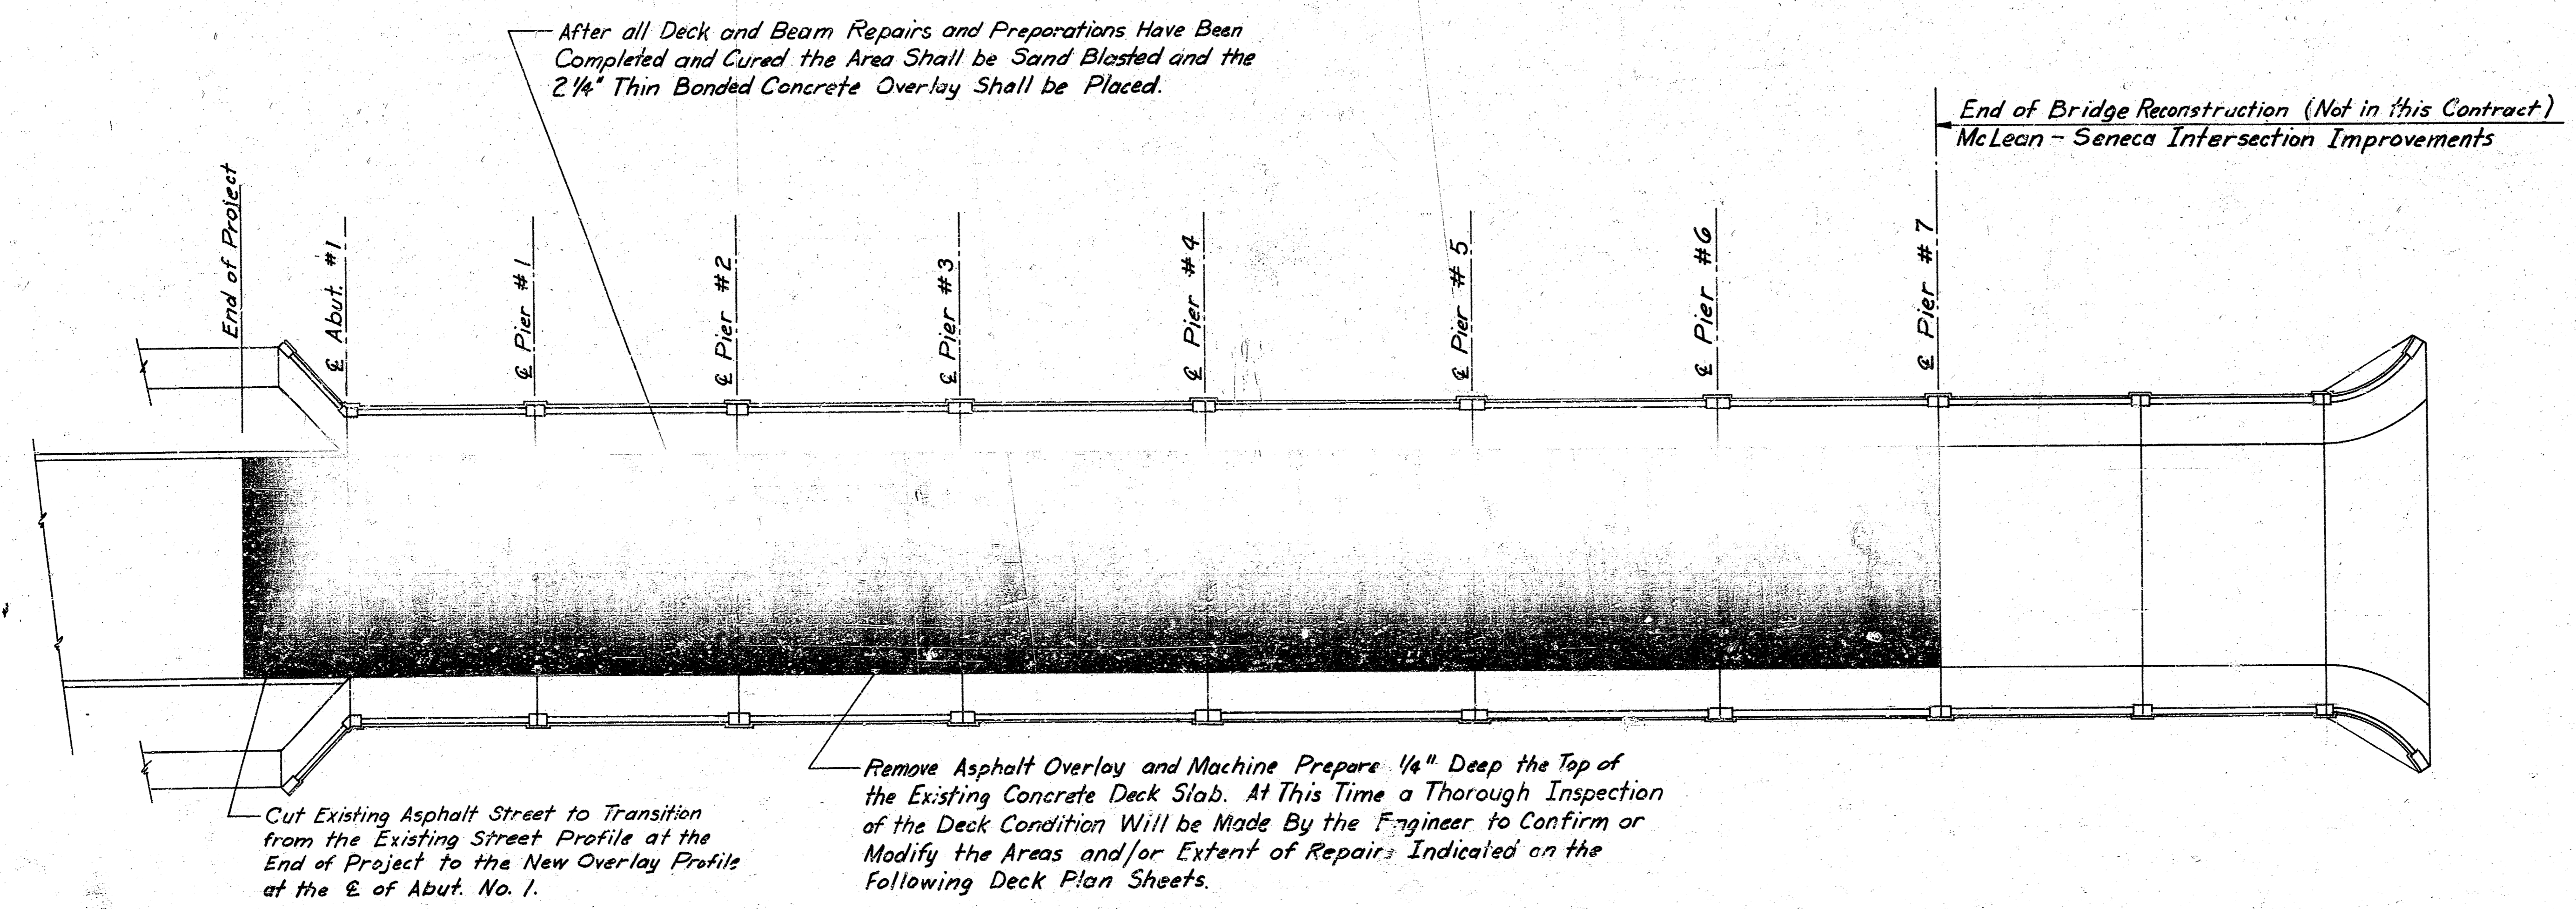 After all Deck and Beam Repairs and Preparations Have Been
Completed and Cured the Area Shall be Sand Blasted and the
2 1/4" Thin Bonded Concrete Overlay Shall be Placed.
End of Bridge Reconstruction (Not in this Contract)
McLean - Seneca Intersection Improvements
End of Project
℄ Abut. #1
℄ Pier #1
℄ Pier #2
℄ Pier #3
℄ Pier #4
℄ Pier #5
℄ Pier #6
℄ Pier #7
Remove Asphalt Overlay and Machine Prepare 1/4" Deep the Top of
the Existing Concrete Deck Slab. At This Time a Thorough Inspection
of the Deck Condition Will be Made By the Engineer to Confirm or
Modify the Areas and/or Extent of Repairs Indicated on the
Following Deck Plan Sheets.
Cut Existing Asphalt Street to Transition
from the Existing Street Profile at the
End of Project to the New Overlay Profile
at the ℄ of Abut. No. 1.